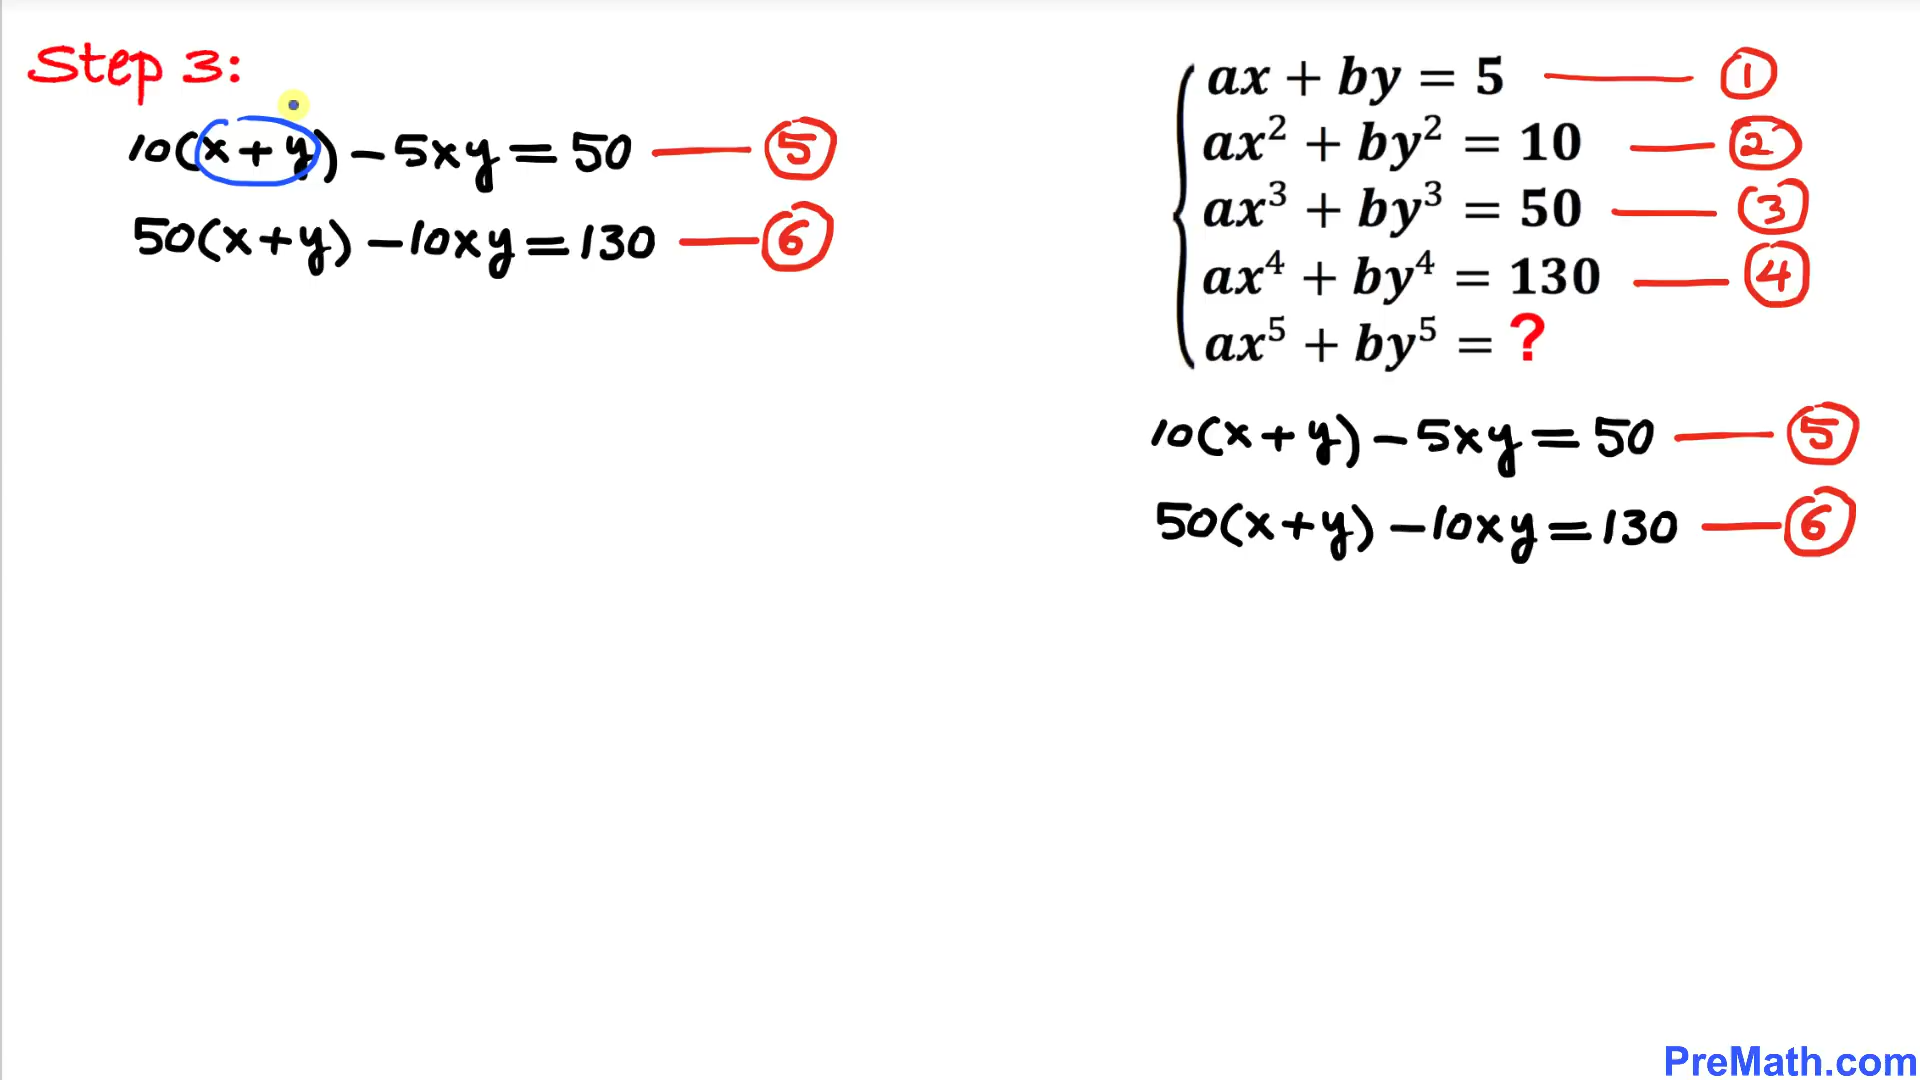 Step 3:
10(x + y) − 5xy = 50 —— ⑤
50(x + y) − 10xy = 130 —— ⑥
ax + by = 5 —— ①
ax² + by² = 10 —— ②
ax³ + by³ = 50 —— ③
ax⁴ + by⁴ = 130 —— ④
ax⁵ + by⁵ = ?
10(x + y) − 5xy = 50 —— ⑤
50(x + y) − 10xy = 130 —— ⑥
PreMath.com